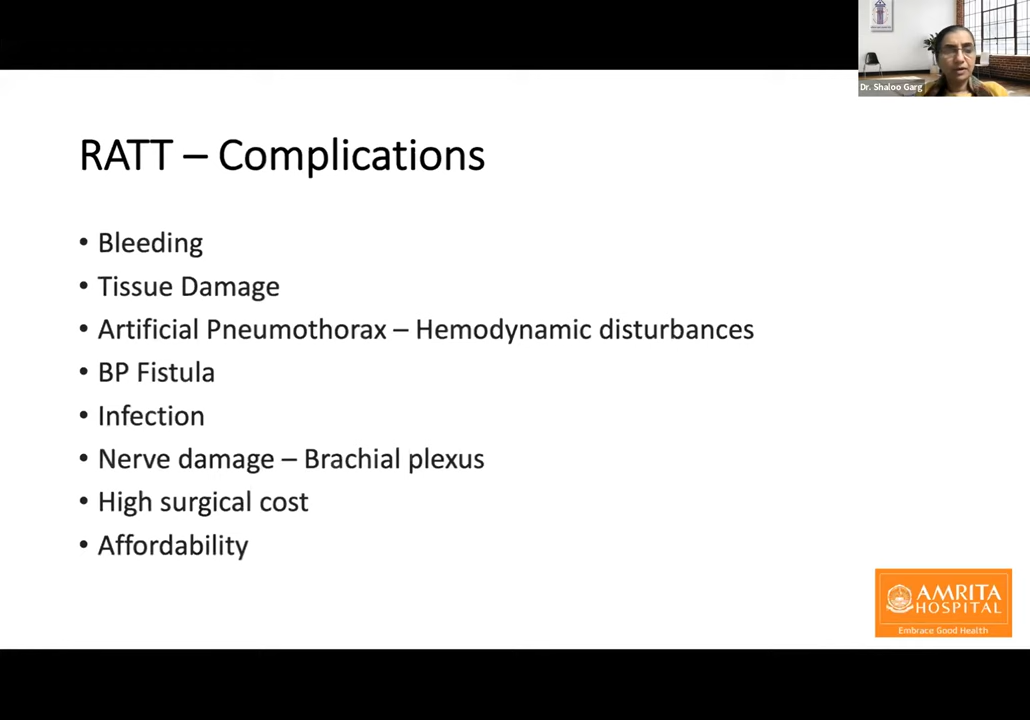 Dr. Shaloo Garg
RATT – Complications
• Bleeding
• Tissue Damage
• Artificial Pneumothorax – Hemodynamic disturbances
• BP Fistula
• Infection
• Nerve damage – Brachial plexus
• High surgical cost
• Affordability
AMRITA
HOSPITAL
Embrace Good Health